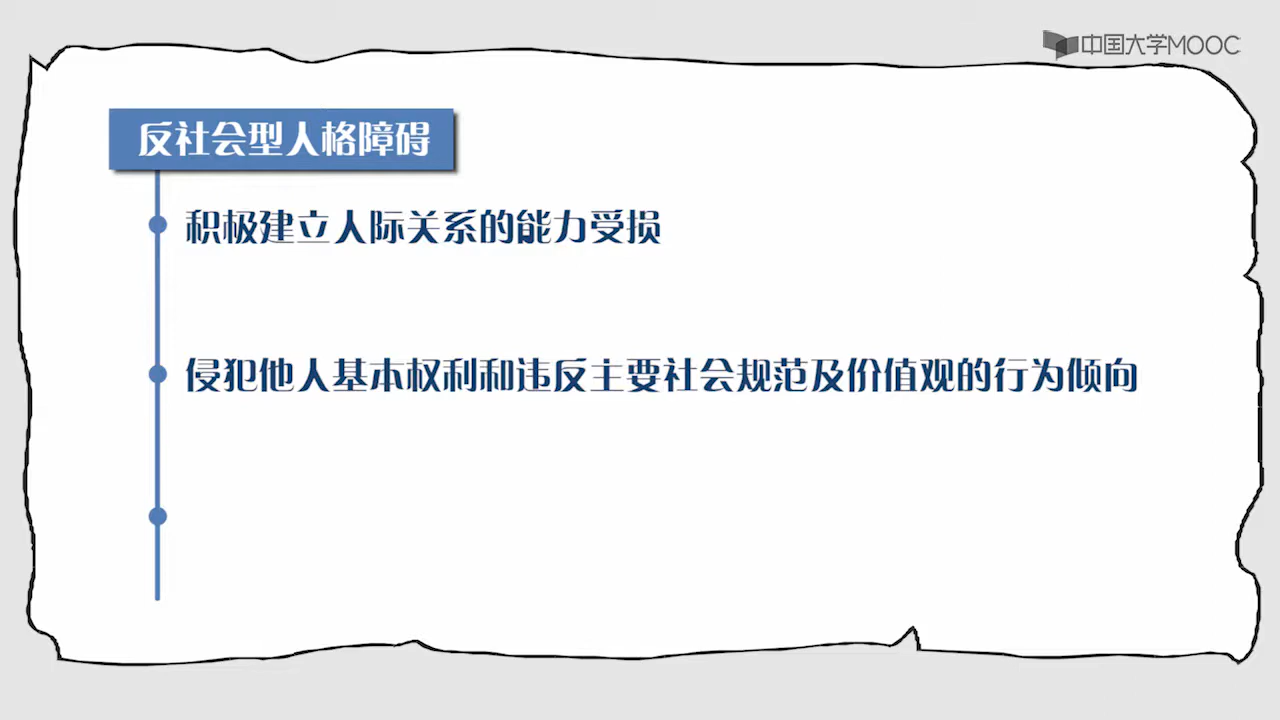 中国大学MOOC
反社会型人格障碍
积极建立人际关系的能力受损
侵犯他人基本权利和违反主要社会规范及价值观的行为倾向